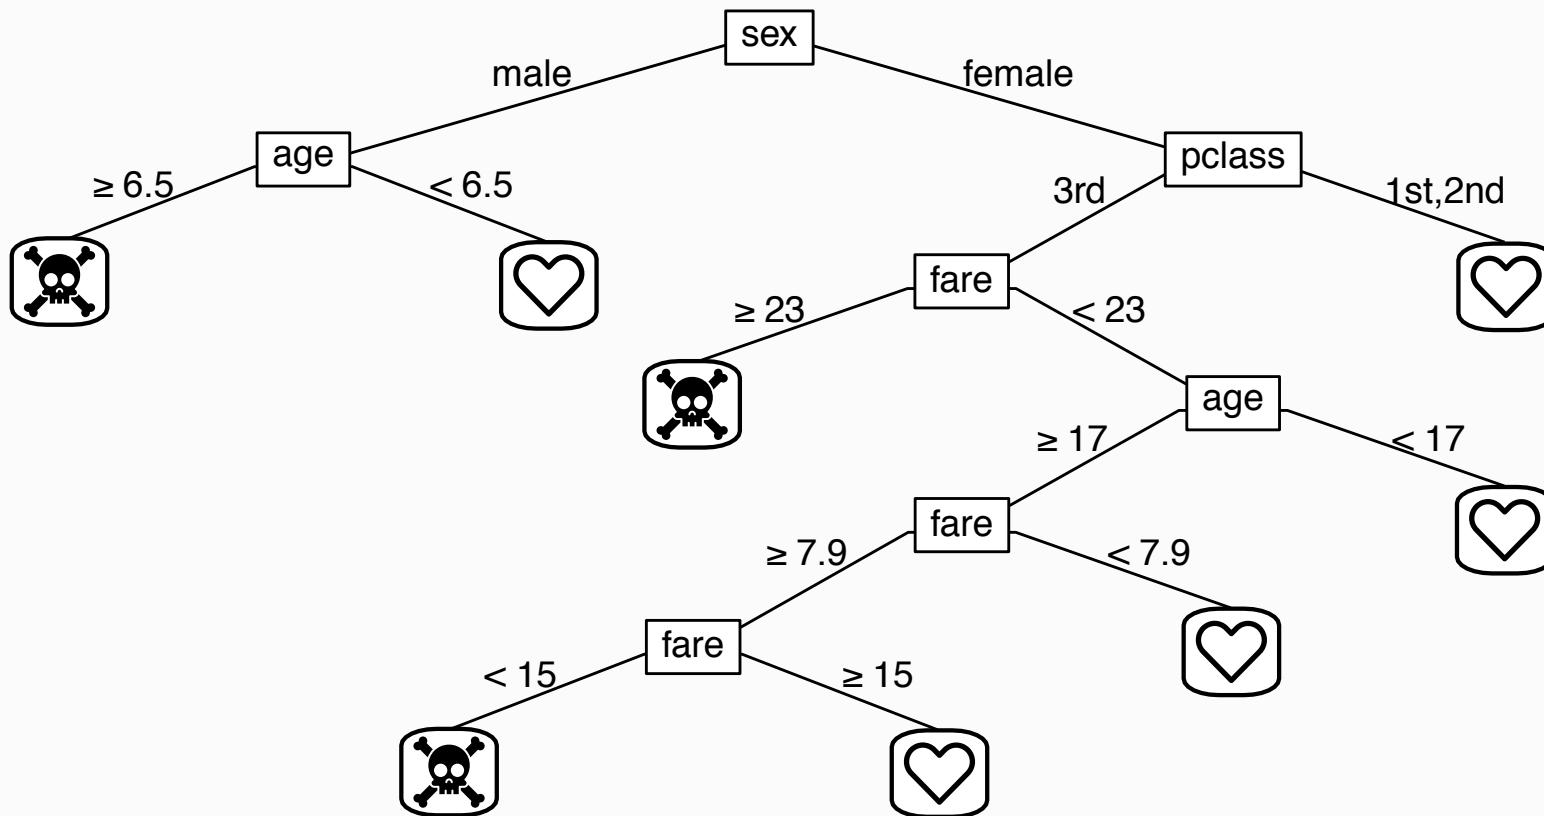 sex
male
female
age
pclass
≥ 6.5
< 6.5
3rd
1st,2nd
fare
≥ 23
< 23
age
≥ 17
< 17
fare
≥ 7.9
< 7.9
fare
< 15
≥ 15